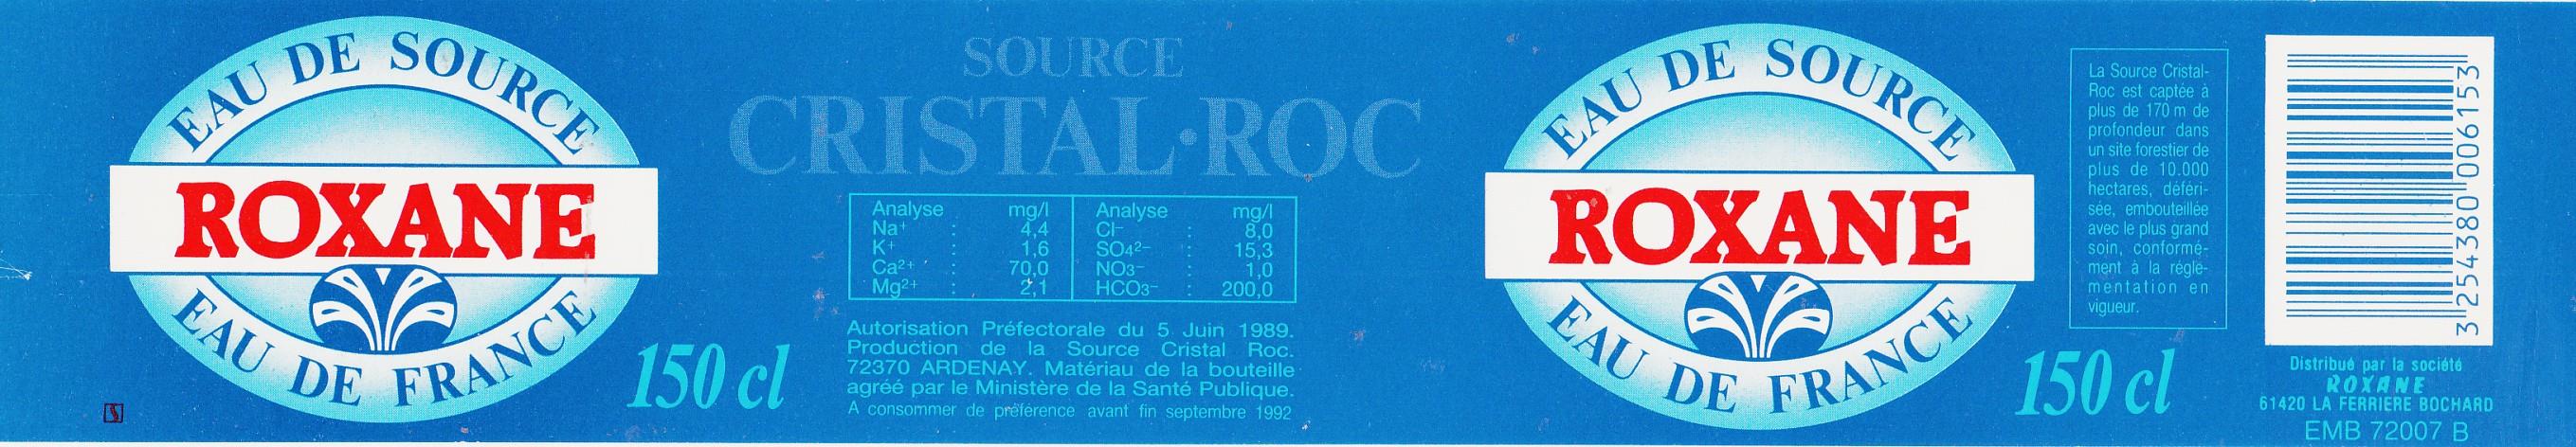 EAU DE SOURCE
ROXANE
EAU DE FRANCE
150 cl
SOURCE
CRISTAL·ROC
Analyse mg/l Analyse mg/l
Na+ : 4,4 Cl- : 8,0
K+ : 1,6 SO4 2- : 15,3
Ca2+ : 70,0 NO3- : 1,0
Mg2+ : 2,1 HCO3- : 200,0
Autorisation Préfectorale du 5 Juin 1989.
Production de la Source Cristal Roc.
72370 ARDENAY. Matériau de la bouteille
agréé par le Ministère de la Santé Publique.
A consommer de préférence avant fin septembre 1992
EAU DE SOURCE
ROXANE
EAU DE FRANCE
150 cl
La Source Cristal-
Roc est captée à
plus de 170 m de
profondeur dans
un site forestier de
plus de 10.000
hectares, déféri-
sée, embouteillée
avec le plus grand
soin, conformé-
ment à la régle-
mentation en
vigueur.
3 254380 006153
Distribué par la société
ROXANE
61420 LA FERRIERE BOCHARD
EMB 72007 B